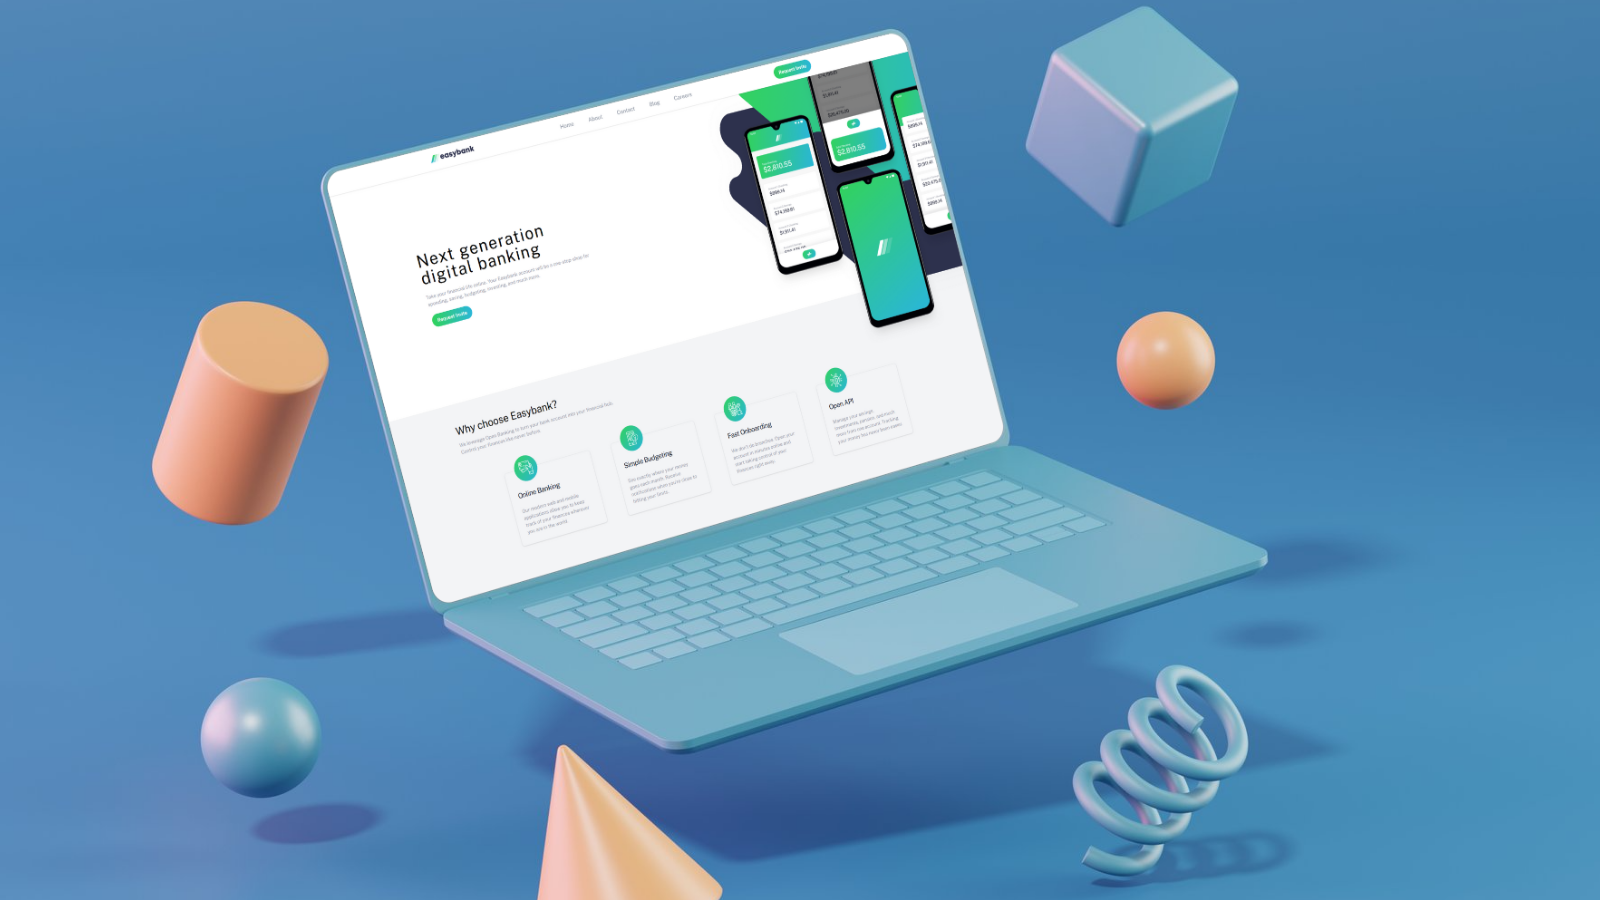 Request Invite
Home About Contact Blog Careers
easybank
Next generation
digital banking
Take your financial life online. Your Easybank account will be a one-stop-shop for
spending, saving, budgeting, investing, and much more.
Request Invite
$2,810.55
$2,810.55
Why choose Easybank?
We leverage Open Banking to turn your bank account into your financial hub.
Control your finances like never before.
Online Banking
Our modern web and mobile
applications allow you to keep
track of your finances wherever
you are in the world.
Simple Budgeting
See exactly where your money
goes each month. Receive
notifications when you're close to
hitting your limits.
Fast Onboarding
We don't do branches. Open your
account in minutes online and
start taking control of your
finances right away.
Open API
Manage your savings,
investments, pension, and much
more from one account. Tracking
your money has never been easier.